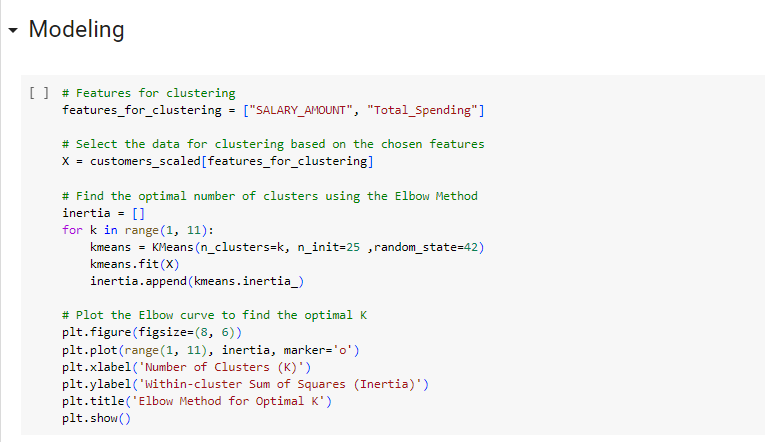 Modeling
[ ] # Features for clustering
features_for_clustering = ["SALARY_AMOUNT", "Total_Spending"]
# Select the data for clustering based on the chosen features
X = customers_scaled[features_for_clustering]
# Find the optimal number of clusters using the Elbow Method
inertia = []
for k in range(1, 11):
    kmeans = KMeans(n_clusters=k, n_init=25 ,random_state=42)
    kmeans.fit(X)
    inertia.append(kmeans.inertia_)
# Plot the Elbow curve to find the optimal K
plt.figure(figsize=(8, 6))
plt.plot(range(1, 11), inertia, marker='o')
plt.xlabel('Number of Clusters (K)')
plt.ylabel('Within-cluster Sum of Squares (Inertia)')
plt.title('Elbow Method for Optimal K')
plt.show()